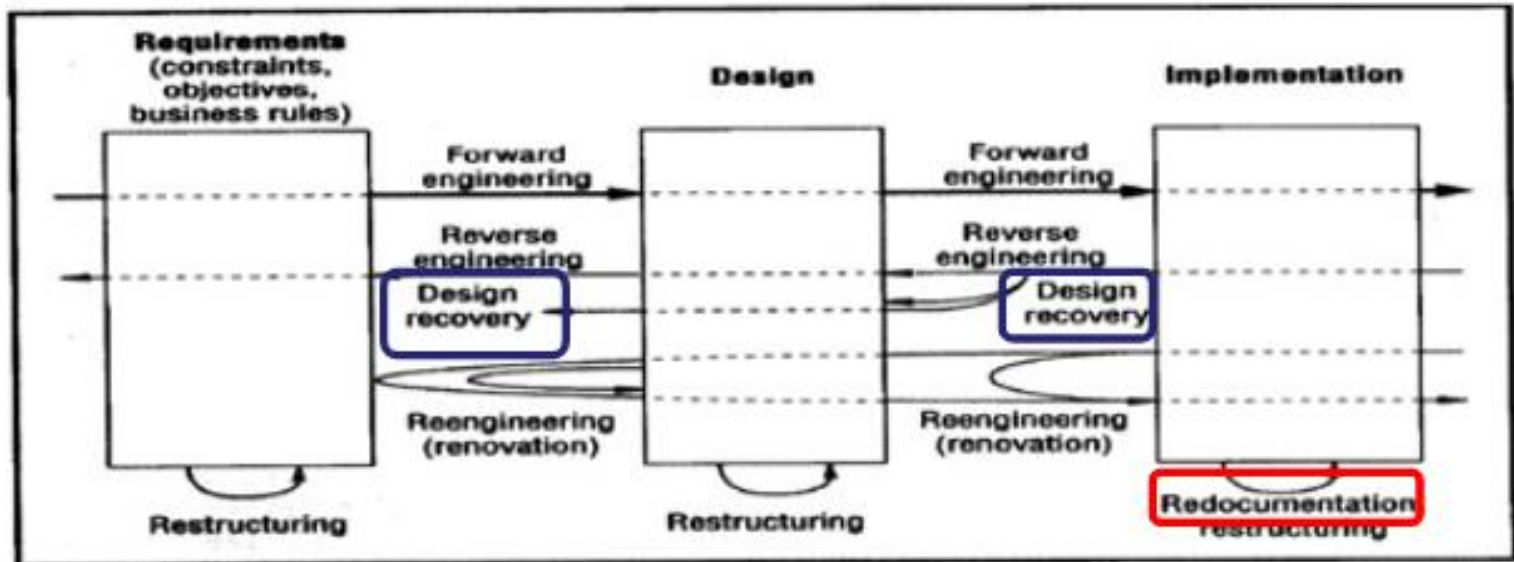 Requirements
(constraints,
objectives,
business rules)
Design
Implementation
Forward
engineering
Forward
engineering
Reverse
engineering
Reverse
engineering
Design
recovery
Design
recovery
Reengineering
(renovation)
Reengineering
(renovation)
Restructuring
Restructuring
Redocumentation
restructuring